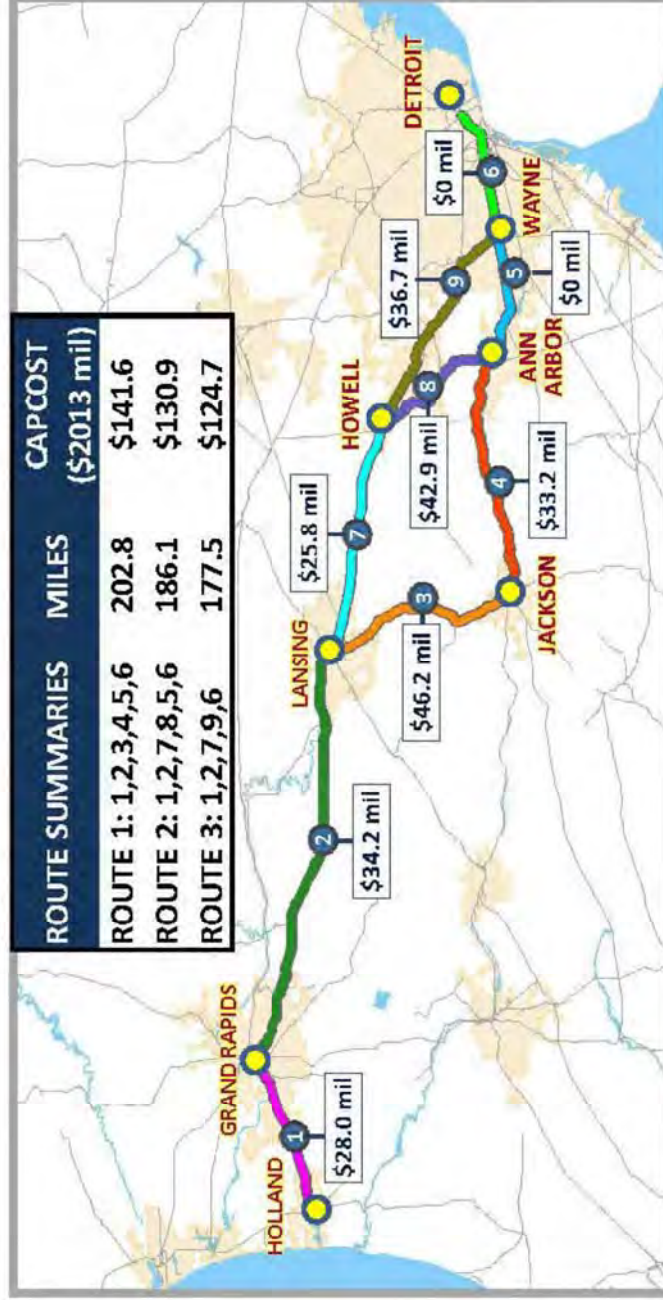 ROUTE SUMMARIES MILES CAPCOST ($2013 mil)
ROUTE 1: 1,2,3,4,5,6 202.8 $141.6
ROUTE 2: 1,2,7,8,5,6 186.1 $130.9
ROUTE 3: 1,2,7,9,6 177.5 $124.7
HOLLAND
1
$28.0 mil
GRAND RAPIDS
2
$34.2 mil
LANSING
3
$46.2 mil
JACKSON
4
$33.2 mil
7
$25.8 mil
HOWELL
8
$42.9 mil
9
$36.7 mil
ANN
ARBOR
5
$0 mil
WAYNE
6
$0 mil
DETROIT